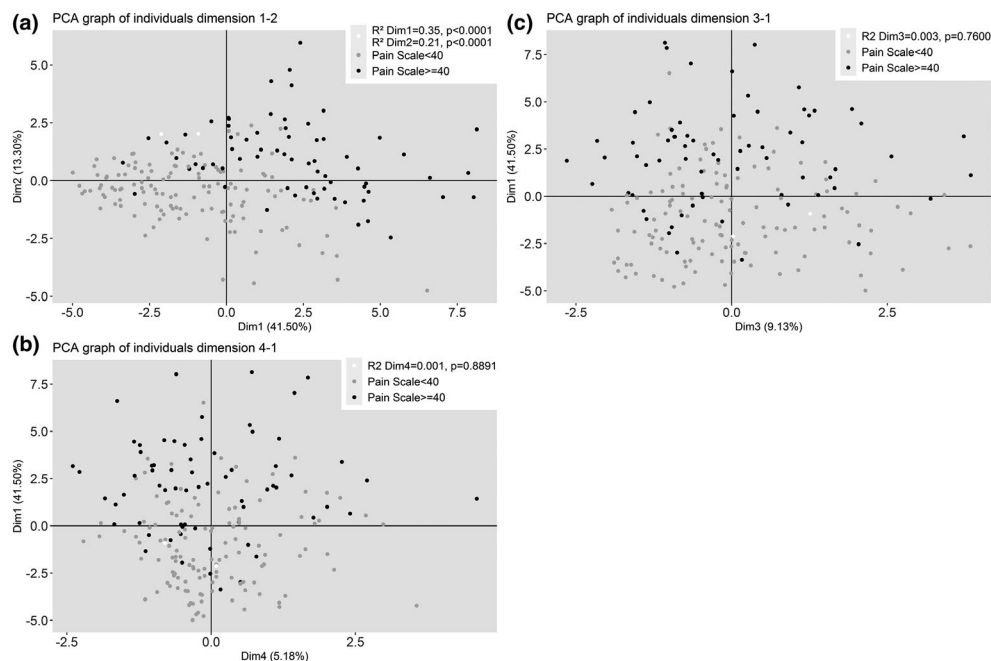 (a) PCA graph of individuals dimension 1-2
R² Dim1=0.35, p<0.0001
R² Dim2=0.21, p<0.0001
Pain Scale<40
Pain Scale>=40
5.0
2.5
0.0
-2.5
-5.0
Dim2 (13.30%)
-5.0 -2.5 0.0 2.5 5.0 7.5
Dim1 (41.50%)
(c) PCA graph of individuals dimension 3-1
R2 Dim3=0.003, p=0.7600
Pain Scale<40
Pain Scale>=40
7.5
5.0
2.5
0.0
-2.5
-5.0
Dim1 (41.50%)
-2.5 0.0 2.5
Dim3 (9.13%)
(b) PCA graph of individuals dimension 4-1
R2 Dim4=0.001, p=0.8891
Pain Scale<40
Pain Scale>=40
7.5
5.0
2.5
0.0
-2.5
-5.0
Dim1 (41.50%)
-2.5 0.0 2.5
Dim4 (5.18%)